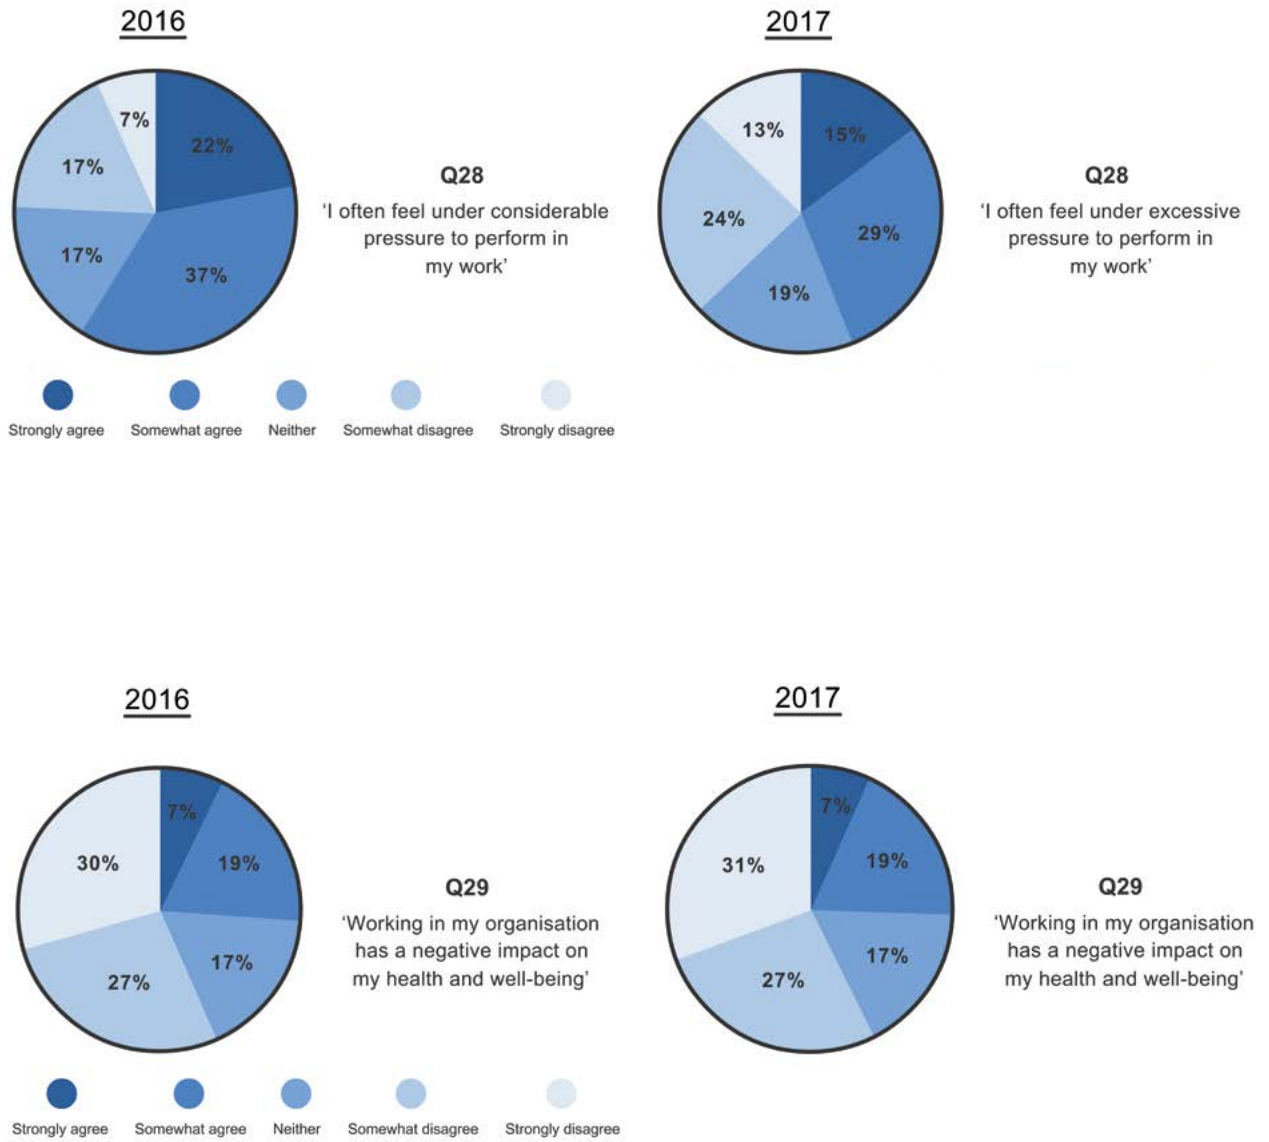 2016
2017
7%
22%
17%
17%
37%
Q28
‘I often feel under considerable
pressure to perform in
my work’
13%
15%
24%
29%
19%
Q28
‘I often feel under excessive
pressure to perform in
my work’
Strongly agree
Somewhat agree
Neither
Somewhat disagree
Strongly disagree
2016
2017
7%
30%
19%
17%
27%
Q29
‘Working in my organisation
has a negative impact on
my health and well-being’
7%
31%
19%
17%
27%
Q29
‘Working in my organisation
has a negative impact on
my health and well-being’
Strongly agree
Somewhat agree
Neither
Somewhat disagree
Strongly disagree